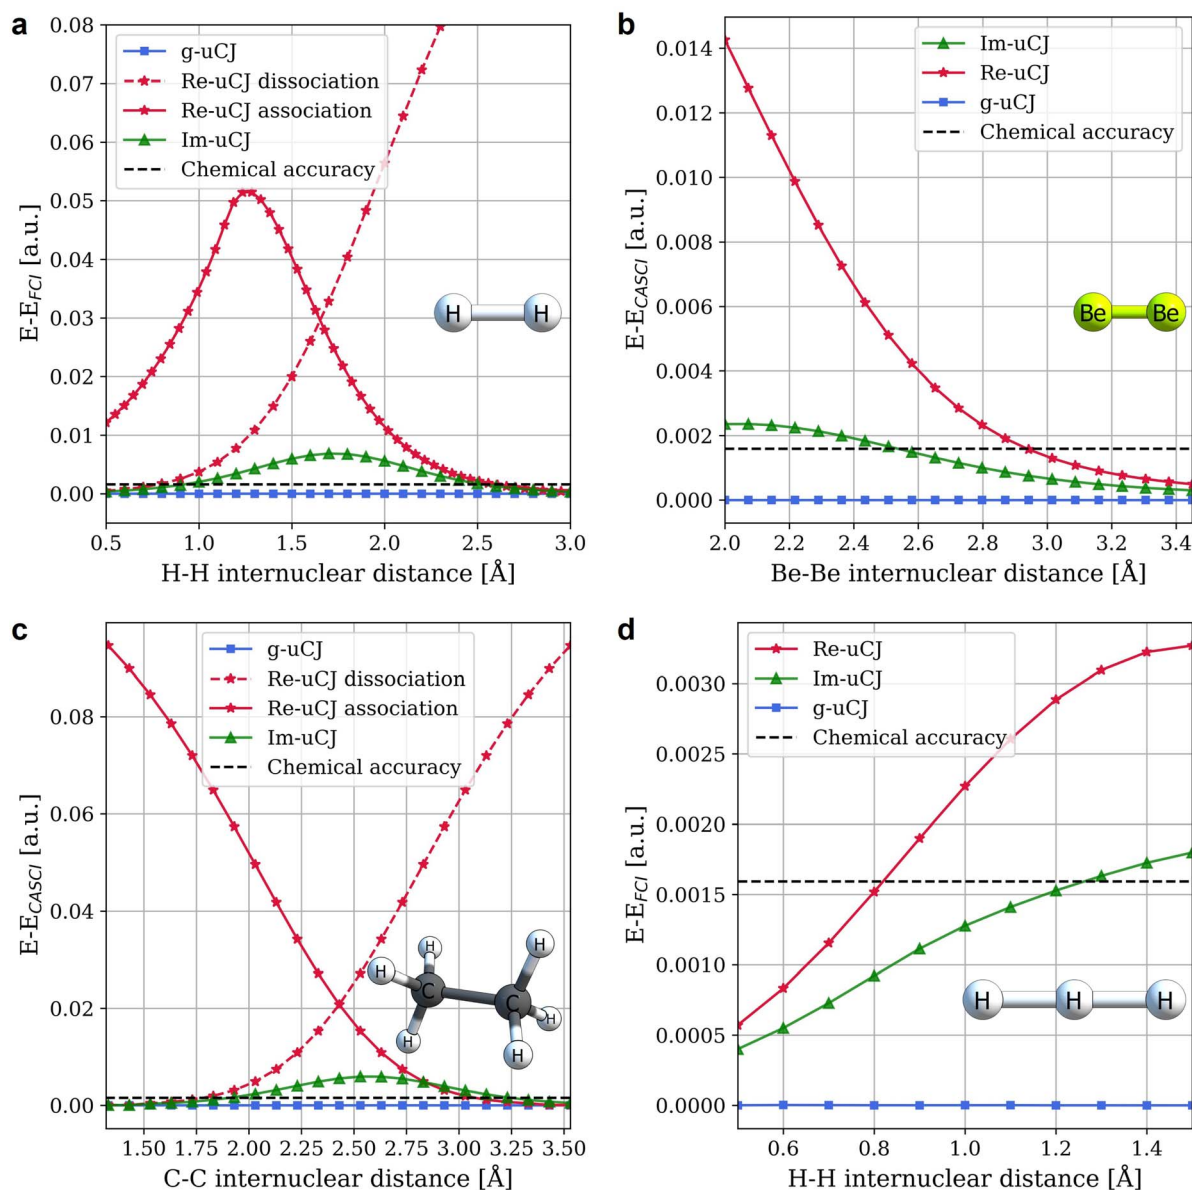 a
g-uCJ
Re-uCJ dissociation
Re-uCJ association
Im-uCJ
Chemical accuracy
0.08
0.07
0.06
0.05
0.04
0.03
0.02
0.01
0.00
E-E_FCI [a.u.]
H H
0.5 1.0 1.5 2.0 2.5 3.0
H-H internuclear distance [Å]
b
Im-uCJ
Re-uCJ
g-uCJ
Chemical accuracy
0.014
0.012
0.010
0.008
0.006
0.004
0.002
0.000
E-E_CASCI [a.u.]
Be Be
2.0 2.2 2.4 2.6 2.8 3.0 3.2 3.4
Be-Be internuclear distance [Å]
c
g-uCJ
Re-uCJ dissociation
Re-uCJ association
Im-uCJ
Chemical accuracy
0.08
0.06
0.04
0.02
0.00
E-E_CASCI [a.u.]
H H H
C C
H H H
1.50 1.75 2.00 2.25 2.50 2.75 3.00 3.25 3.50
C-C internuclear distance [Å]
d
Re-uCJ
Im-uCJ
g-uCJ
Chemical accuracy
0.0030
0.0025
0.0020
0.0015
0.0010
0.0005
0.0000
E-E_FCI [a.u.]
H H H
0.6 0.8 1.0 1.2 1.4
H-H internuclear distance [Å]